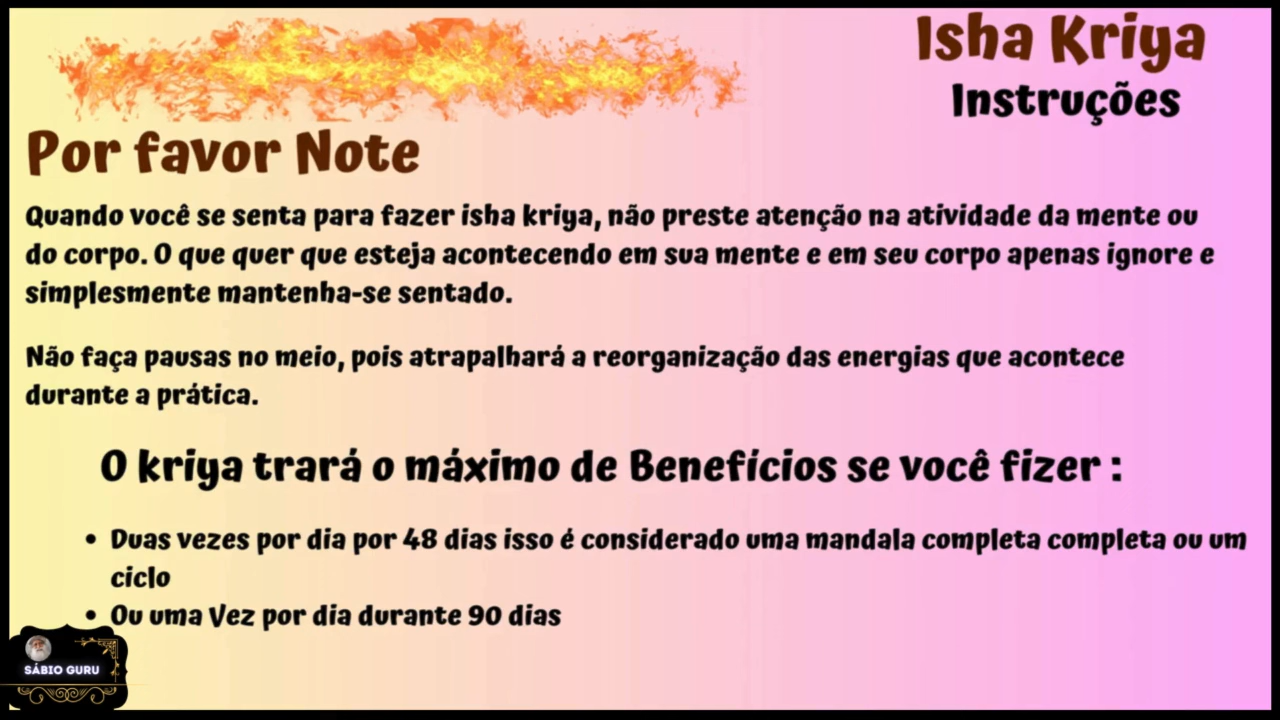 Isha Kriya
Instruções
Por favor Note
Quando você se senta para fazer isha kriya, não preste atenção na atividade da mente ou
do corpo. O que quer que esteja acontecendo em sua mente e em seu corpo apenas ignore e
simplesmente mantenha-se sentado.
Não faça pausas no meio, pois atrapalhará a reorganização das energias que acontece
durante a prática.
O kriya trará o máximo de Benefícios se você fizer :
• Duas vezes por dia por 48 dias isso é considerado uma mandala completa completa ou um
ciclo
• Ou uma Vez por dia durante 90 dias
SÁBIO GURU